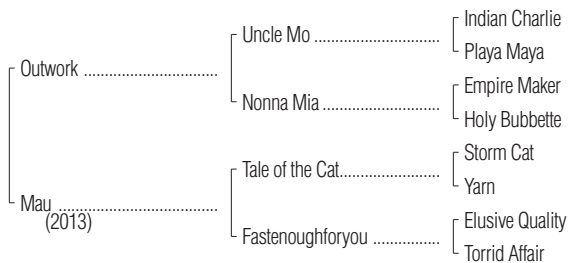 Indian Charlie
Uncle Mo ................................
Playa Maya
Outwork ..................................
Empire Maker
Nonna Mia ..............................
Holy Bubbette
Storm Cat
Tale of the Cat.........................
Yarn
Mau ........................................
(2013)
Elusive Quality
Fastenoughforyou .................
Torrid Affair